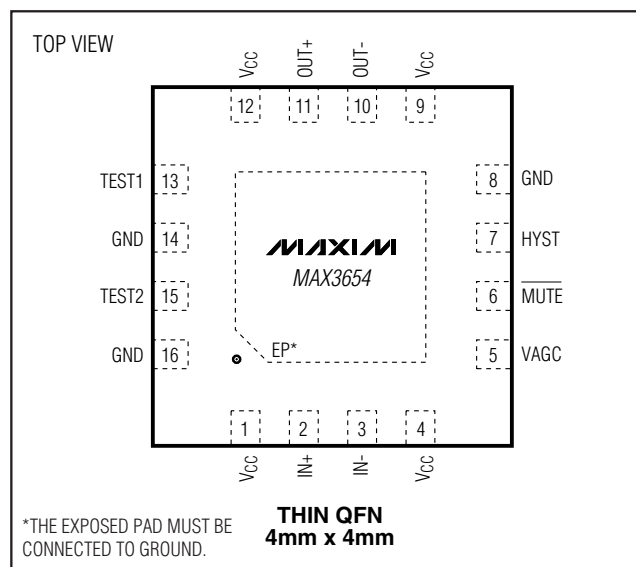 TOP VIEW
VCC
OUT+
OUT-
VCC
12
11
10
9
TEST1
13
8
GND
GND
14
MAXIM
7
HYST
MAX3654
TEST2
15
6
MUTE
GND
16
EP*
5
VAGC
1
2
3
4
VCC
IN+
IN-
VCC
*THE EXPOSED PAD MUST BE
CONNECTED TO GROUND.
THIN QFN
4mm x 4mm